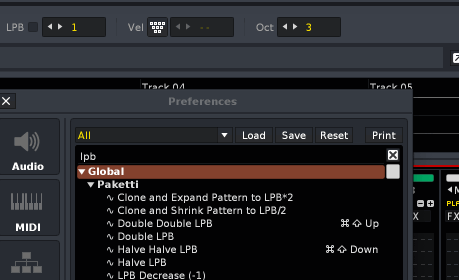 LPB 1 Vel -- Oct 3
Track 04 Track 05
Preferences
All Load Save Reset Print
lpb
Audio
Global
Paketti
Clone and Expand Pattern to LPB*2
MIDI
Clone and Shrink Pattern to LPB/2
Double Double LPB ⌘⇧ Up
Double LPB
Halve Halve LPB ⌘⇧ Down
Halve LPB
LPB Decrease (-1)
FX